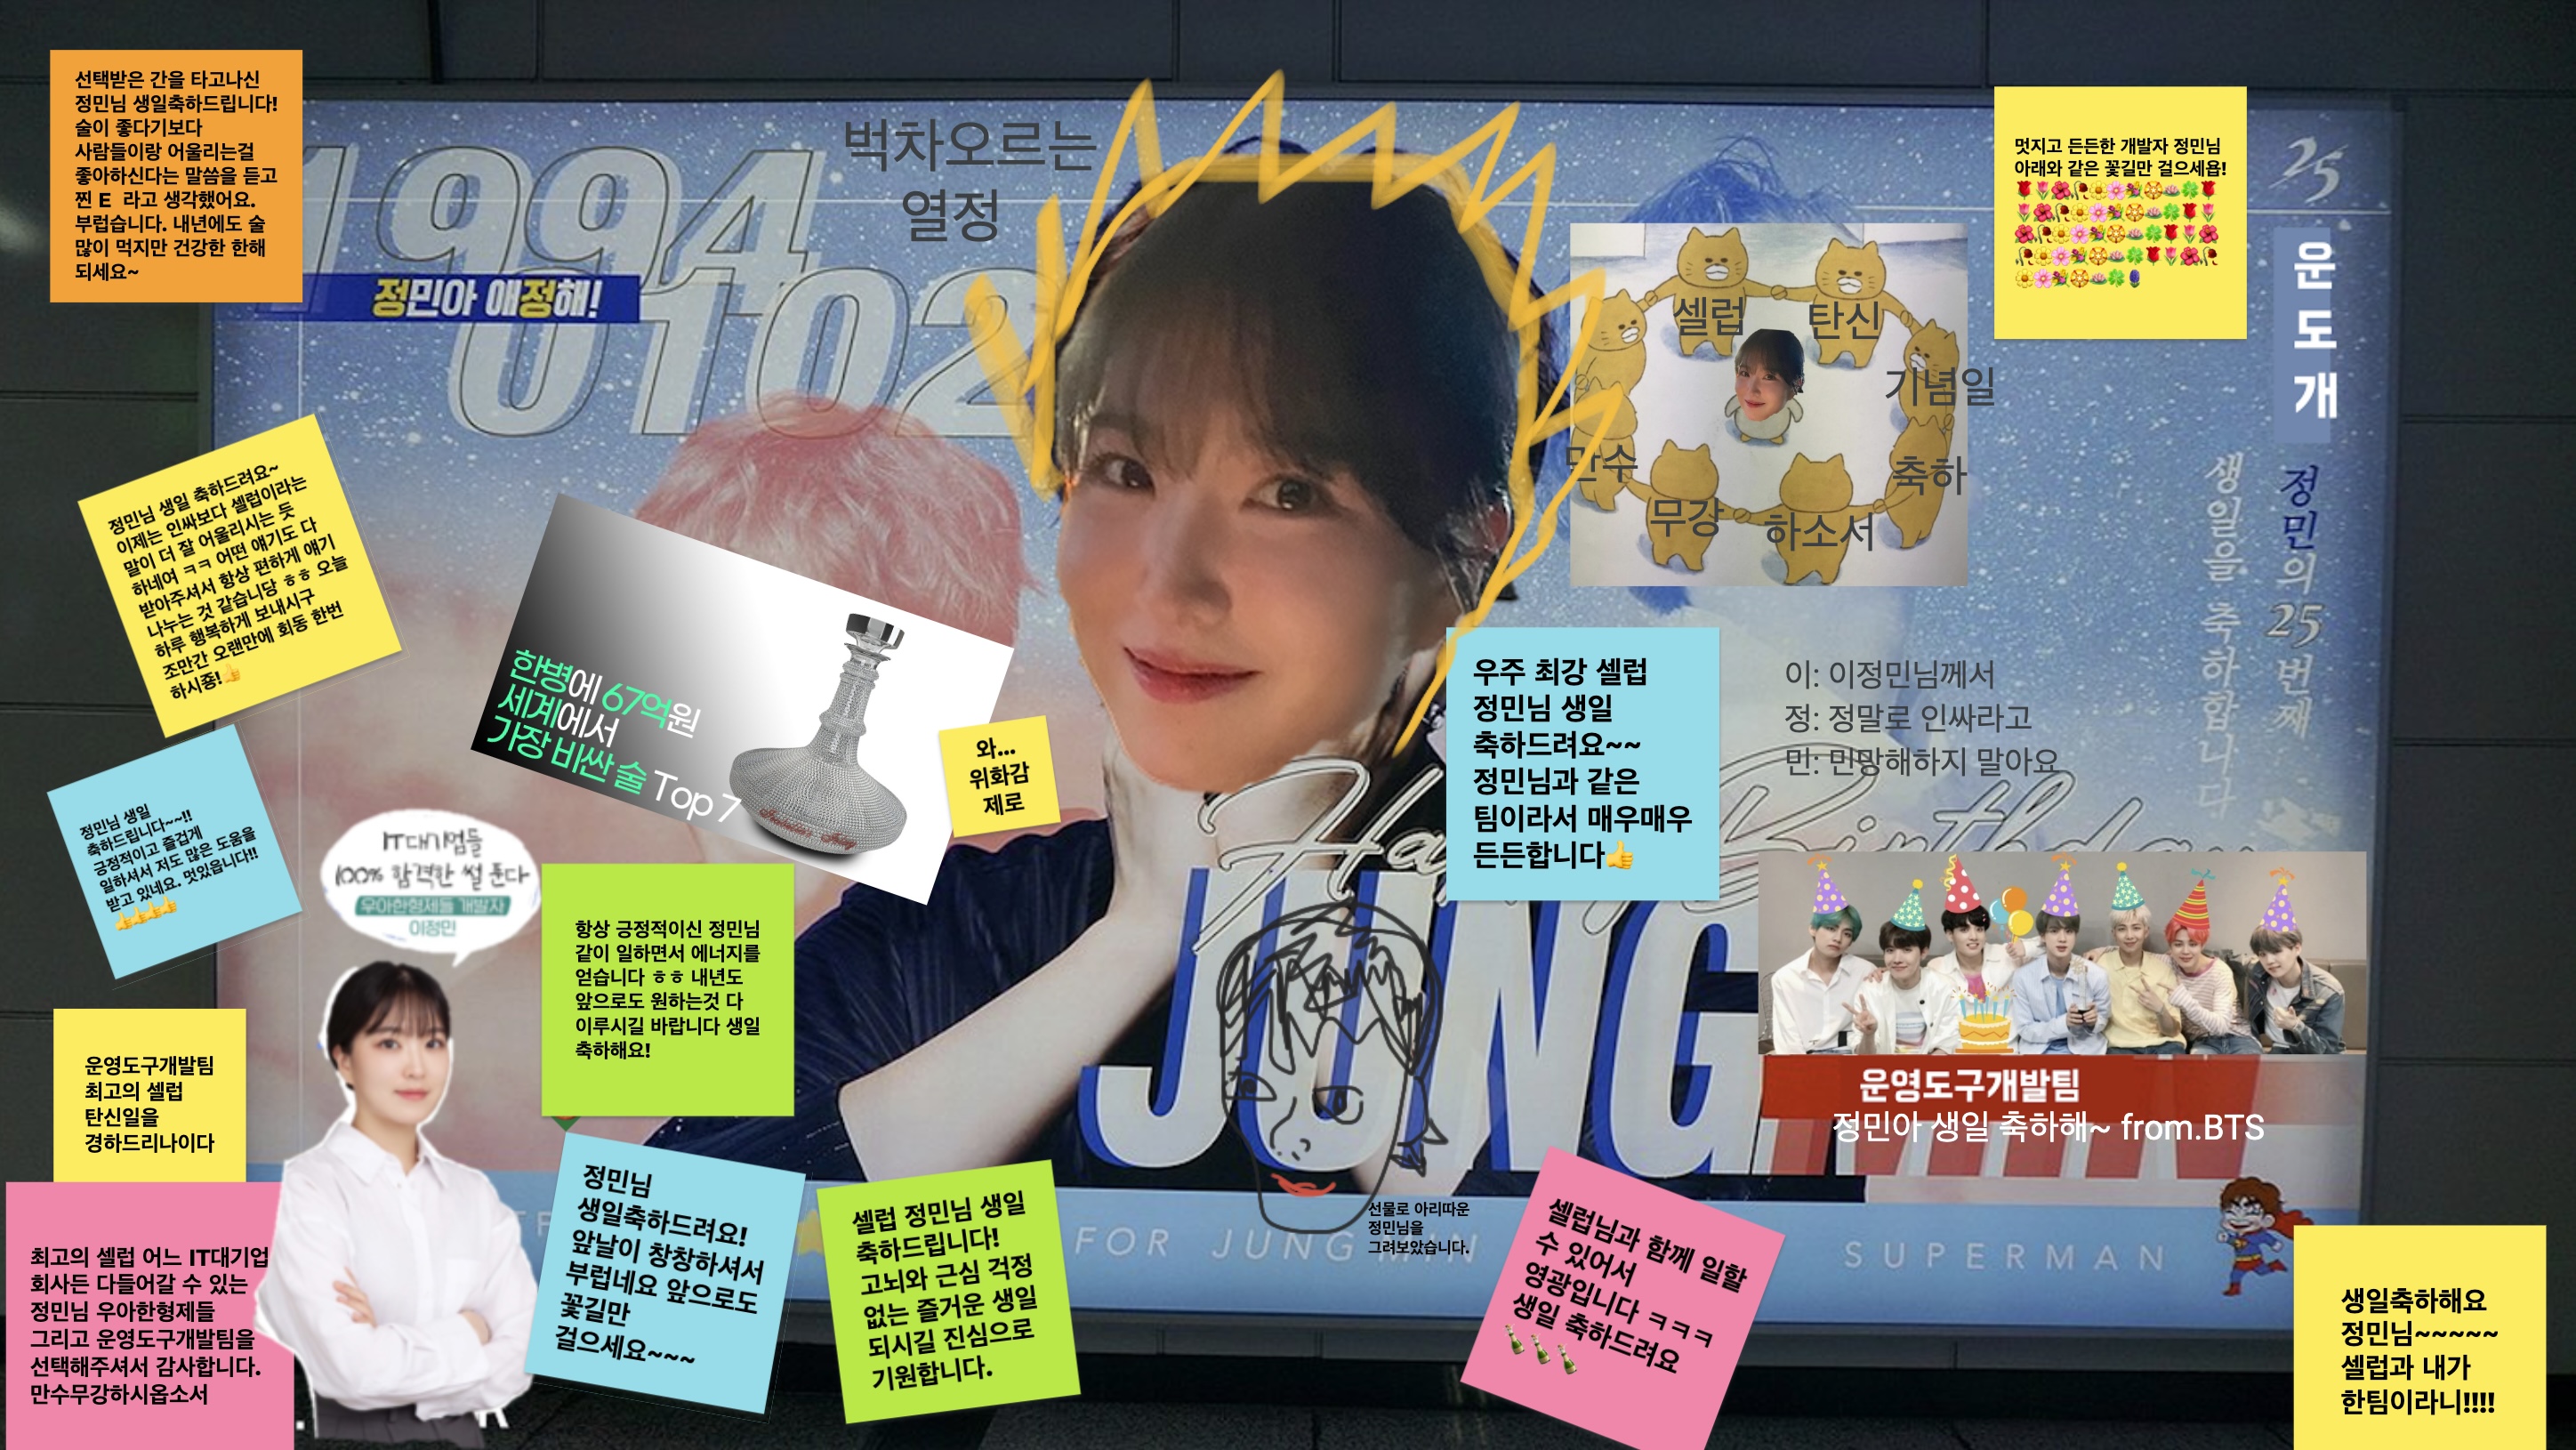 선택받은 간을 타고나신
정민님 생일축하드립니다!
술이 좋다기보다
사람들이랑 어울리는걸
좋아하신다는 말씀을 듣고
찐 E 라고 생각했어요.
부럽습니다. 내년에도 술
많이 먹지만 건강한 한해
되세요~
1994
0102
정민아 애정해!
벅차오르는
열정
셀럽
탄신
기념일
축하
만수
무강
하소서
멋지고 든든한 개발자 정민님
아래와 같은 꽃길만 걸으세욥!
25
운도개
정민의 25번째
생일을 축하합니다
정민님 생일 축하드려요~
이제는 인싸보다 셀럽이라는
말이 더 잘 어울리시는 듯
하네여 ㅋㅋ 어떤 얘기도 다
받아주셔서 항상 편하게 얘기
나누는 것 같습니당 ㅎㅎ 오늘
하루 행복하게 보내시구
조만간 오랜만에 회동 한번
하시죵!👍
한병에 67억원
세계에서
가장 비싼 술 Top 7
와...
위화감
제로
우주 최강 셀럽
정민님 생일
축하드려요~~
정민님과 같은
팀이라서 매우매우
든든합니다👍
이: 이정민님께서
정: 정말로 인싸라고
민: 민망해하지 말아요
정민님 생일
축하드립니다~~!!
긍정적이고 즐겁게
일하셔서 저도 많은 도움을
받고 있네요. 멋있읍니다!!
👍👍👍👍
IT대기업들
100% 합격한 썰 푼다
우아한형제들 개발자
이정민
항상 긍정적이신 정민님
같이 일하면서 에너지를
얻습니다 ㅎㅎ 내년도
앞으로도 원하는것 다
이루시길 바랍니다 생일
축하해요!
Birthday
JUNG
운영도구개발팀
정민아 생일 축하해~ from.BTS
운영도구개발팀
최고의 셀럽
탄신일을
경하드리나이다
최고의 셀럽 어느 IT대기업
회사든 다들어갈 수 있는
정민님 우아한형제들
그리고 운영도구개발팀을
선택해주셔서 감사합니다.
만수무강하시옵소서
정민님
생일축하드려요!
앞날이 창창하셔서
부럽네요 앞으로도
꽃길만
걸으세요~~~
셀럽 정민님 생일
축하드립니다!
고뇌와 근심 걱정
없는 즐거운 생일
되시길 진심으로
기원합니다.
FOR JUNG MIN
선물로 아리따운
정민님을
그려보았습니다.
셀럽님과 함께 일할
수 있어서
영광입니다 ㅋㅋㅋ
생일 축하드려요
🍾🍾🍾
SUPERMAN
생일축하해요
정민님~~~~~
셀럽과 내가
한팀이라니!!!!